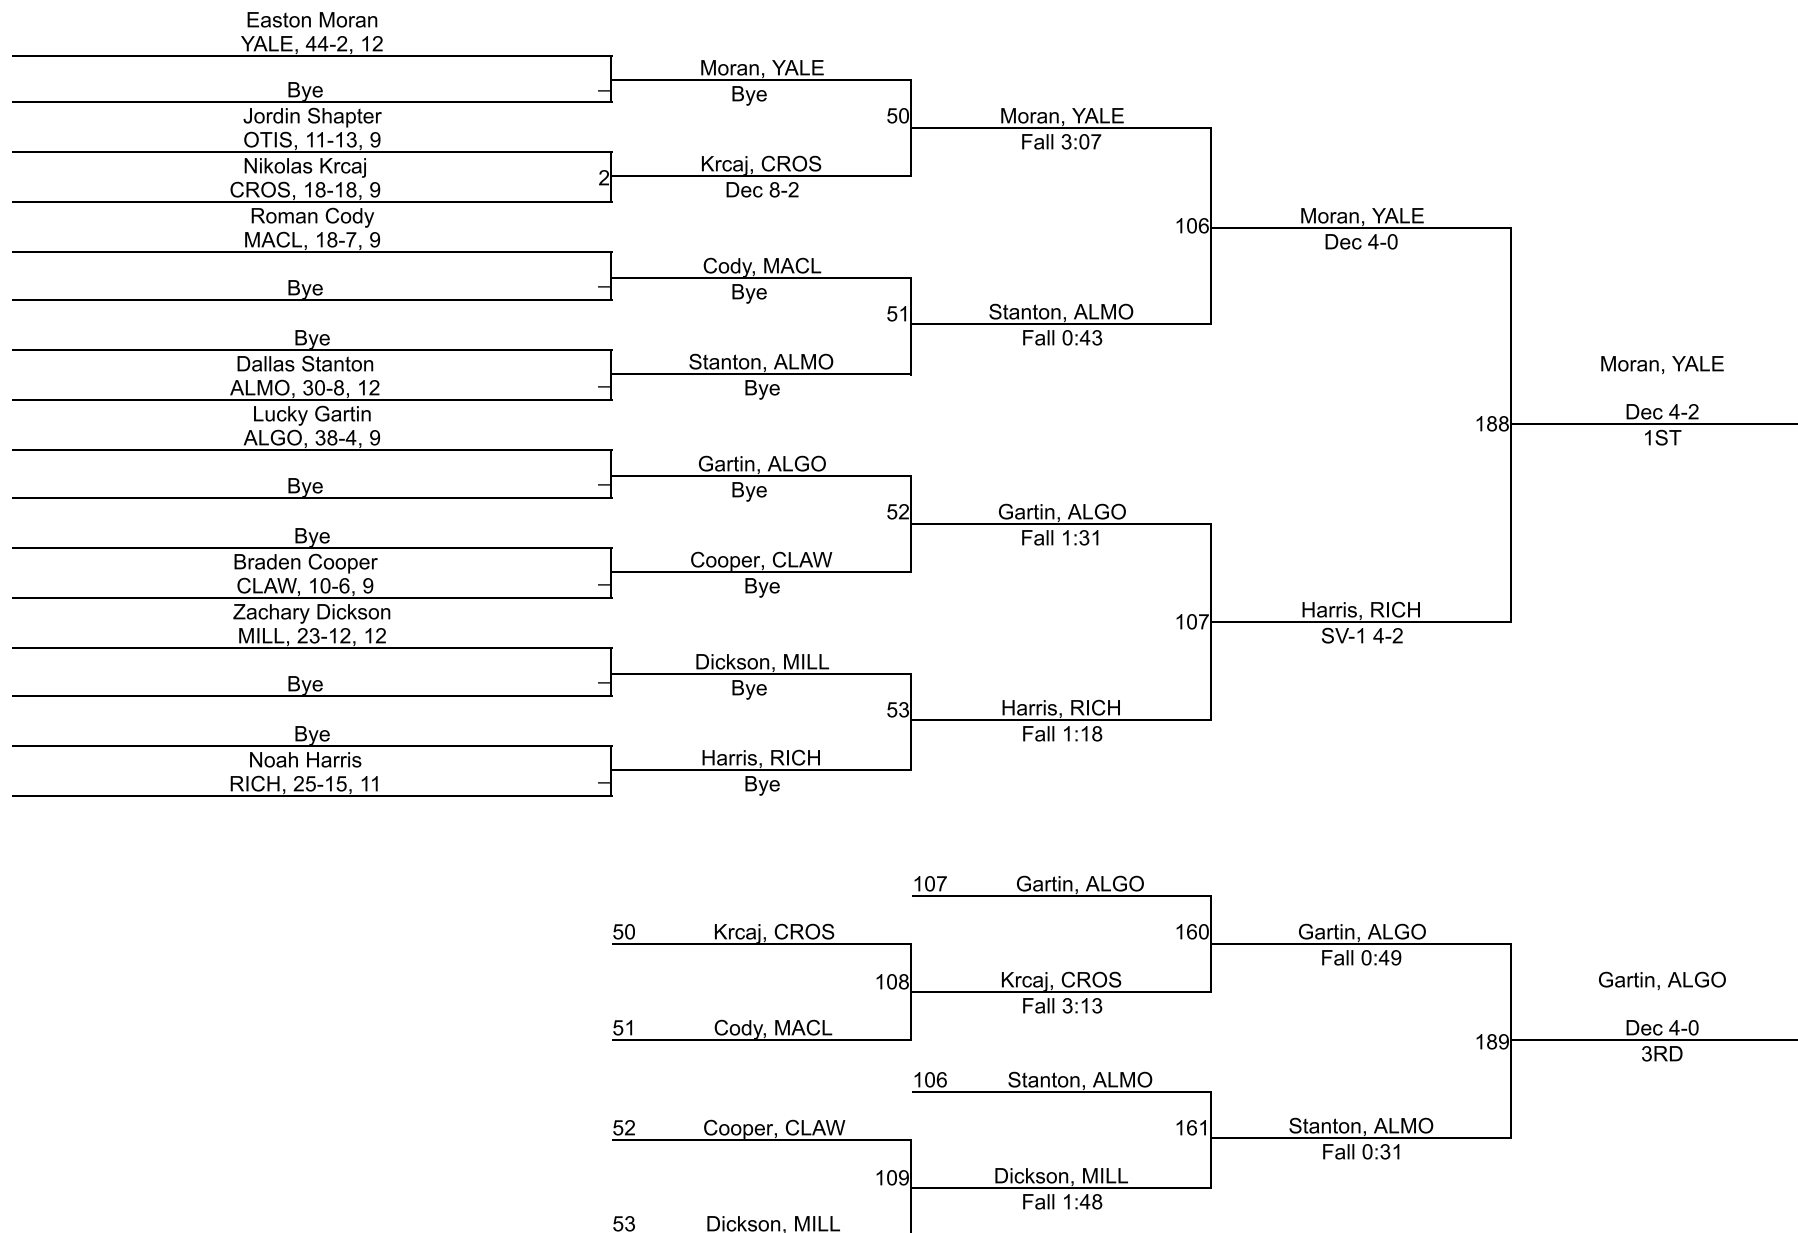 Easton Moran
YALE, 44-2, 12
Bye
Jordin Shapter
OTIS, 11-13, 9
Nikolas Krcaj
CROS, 18-18, 9
2
Roman Cody
MACL, 18-7, 9
Bye
Bye
Dallas Stanton
ALMO, 30-8, 12
Lucky Gartin
ALGO, 38-4, 9
Bye
Bye
Braden Cooper
CLAW, 10-6, 9
Zachary Dickson
MILL, 23-12, 12
Bye
Bye
Noah Harris
RICH, 25-15, 11
Moran, YALE
Bye
50
Krcaj, CROS
Dec 8-2
Cody, MACL
Bye
51
Stanton, ALMO
Bye
Gartin, ALGO
Bye
52
Cooper, CLAW
Bye
Dickson, MILL
Bye
53
Harris, RICH
Bye
Moran, YALE
Fall 3:07
106
Stanton, ALMO
Fall 0:43
Gartin, ALGO
Fall 1:31
107
Harris, RICH
Fall 1:18
Moran, YALE
Dec 4-0
188
Harris, RICH
SV-1 4-2
Moran, YALE
Dec 4-2
1ST
107 Gartin, ALGO
50 Krcaj, CROS
108
51 Cody, MACL
Krcaj, CROS
Fall 3:13
160
106 Stanton, ALMO
52 Cooper, CLAW
109
53 Dickson, MILL
Dickson, MILL
Fall 1:48
161
Gartin, ALGO
Fall 0:49
189
Stanton, ALMO
Fall 0:31
Gartin, ALGO
Dec 4-0
3RD